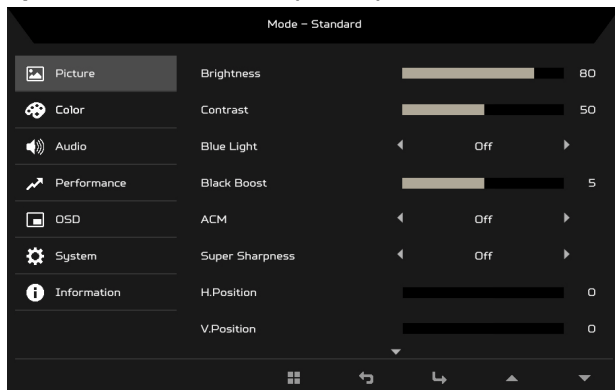 Mode – Standard
Picture
Brightness 80
Color
Contrast 50
Audio
Blue Light Off
Performance
Black Boost 5
OSD
ACM Off
System
Super Sharpness Off
Information
H.Position 0
V.Position 0